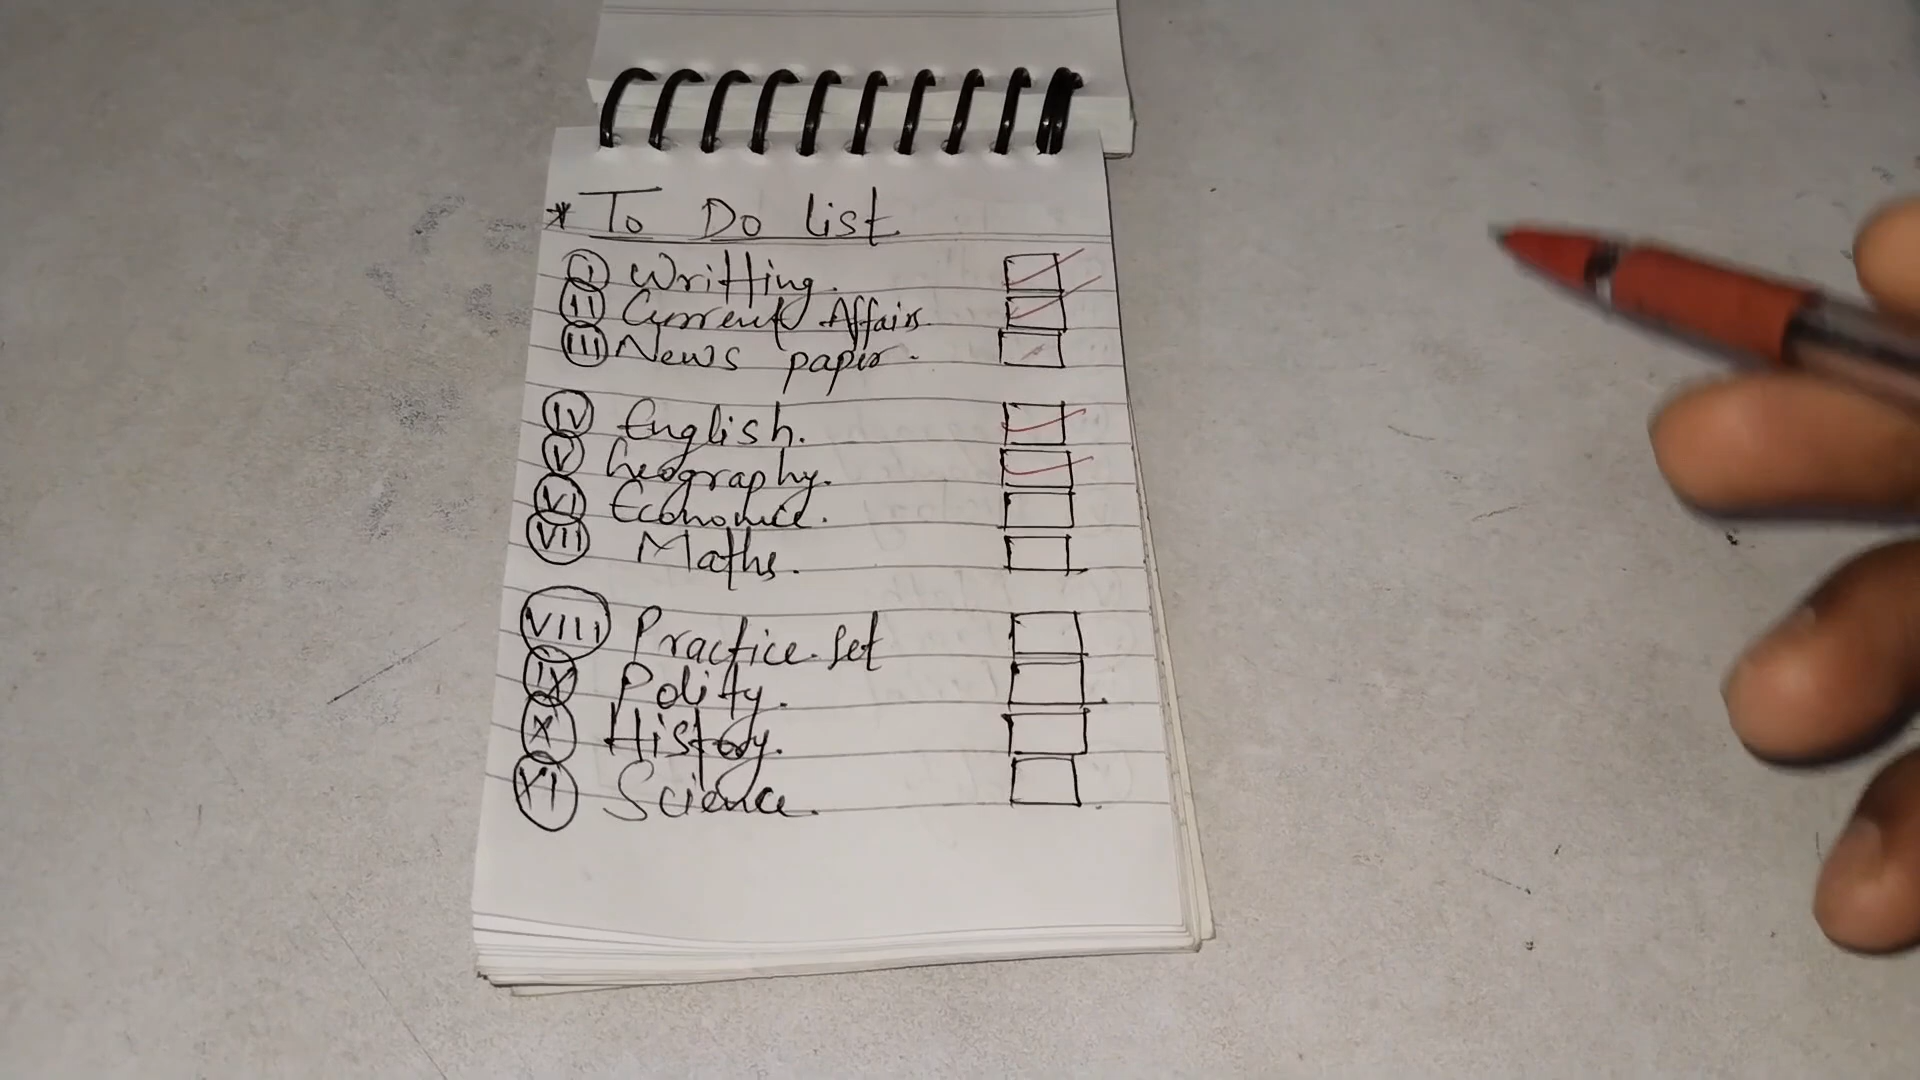 * To Do list
i Writting.
II Current Affairs.
III News paper.
IV English.
V Geography.
VI Economice.
VII Maths.
VIII Practice set
IX Polity.
X History.
XI Science.